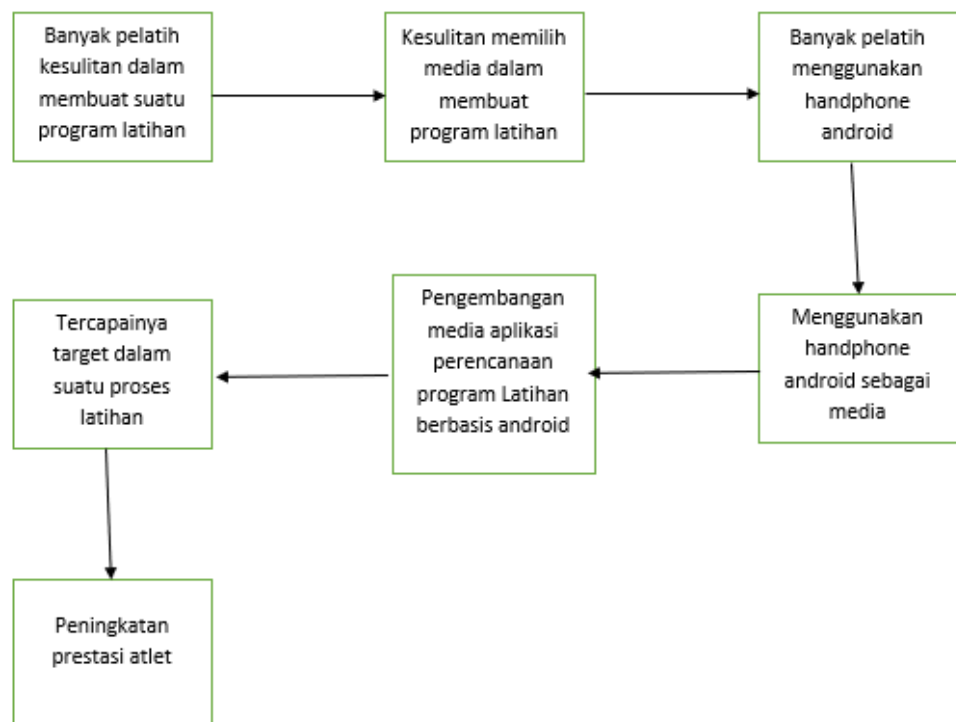 Banyak pelatih
kesulitan dalam
membuat suatu
program latihan
Kesulitan memilih
media dalam
membuat
program latihan
Banyak pelatih
menggunakan
handphone
android
Menggunakan
handphone
android sebagai
media
Pengembangan
media aplikasi
perencanaan
program Latihan
berbasis android
Tercapainya
target dalam
suatu proses
latihan
Peningkatan
prestasi atlet